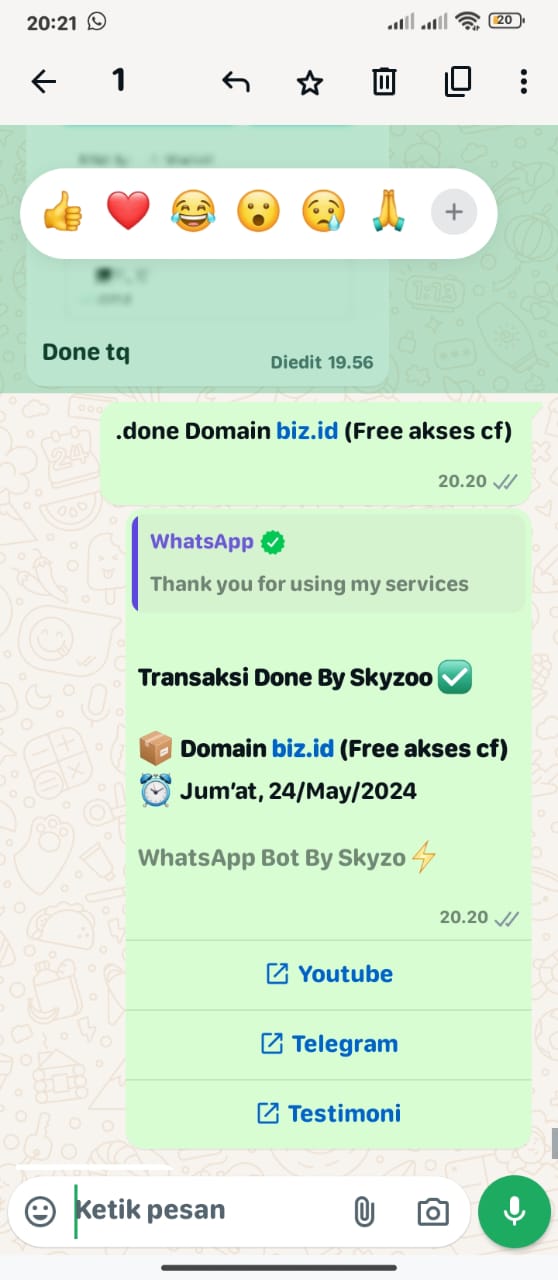 20:21
20
1
Done tq
Diedit 19.56
.done Domain biz.id (Free akses cf)
20.20
WhatsApp
Thank you for using my services
Transaksi Done By Skyzoo
Domain biz.id (Free akses cf)
Jum'at, 24/May/2024
WhatsApp Bot By Skyzo
20.20
Youtube
Telegram
Testimoni
Ketik pesan